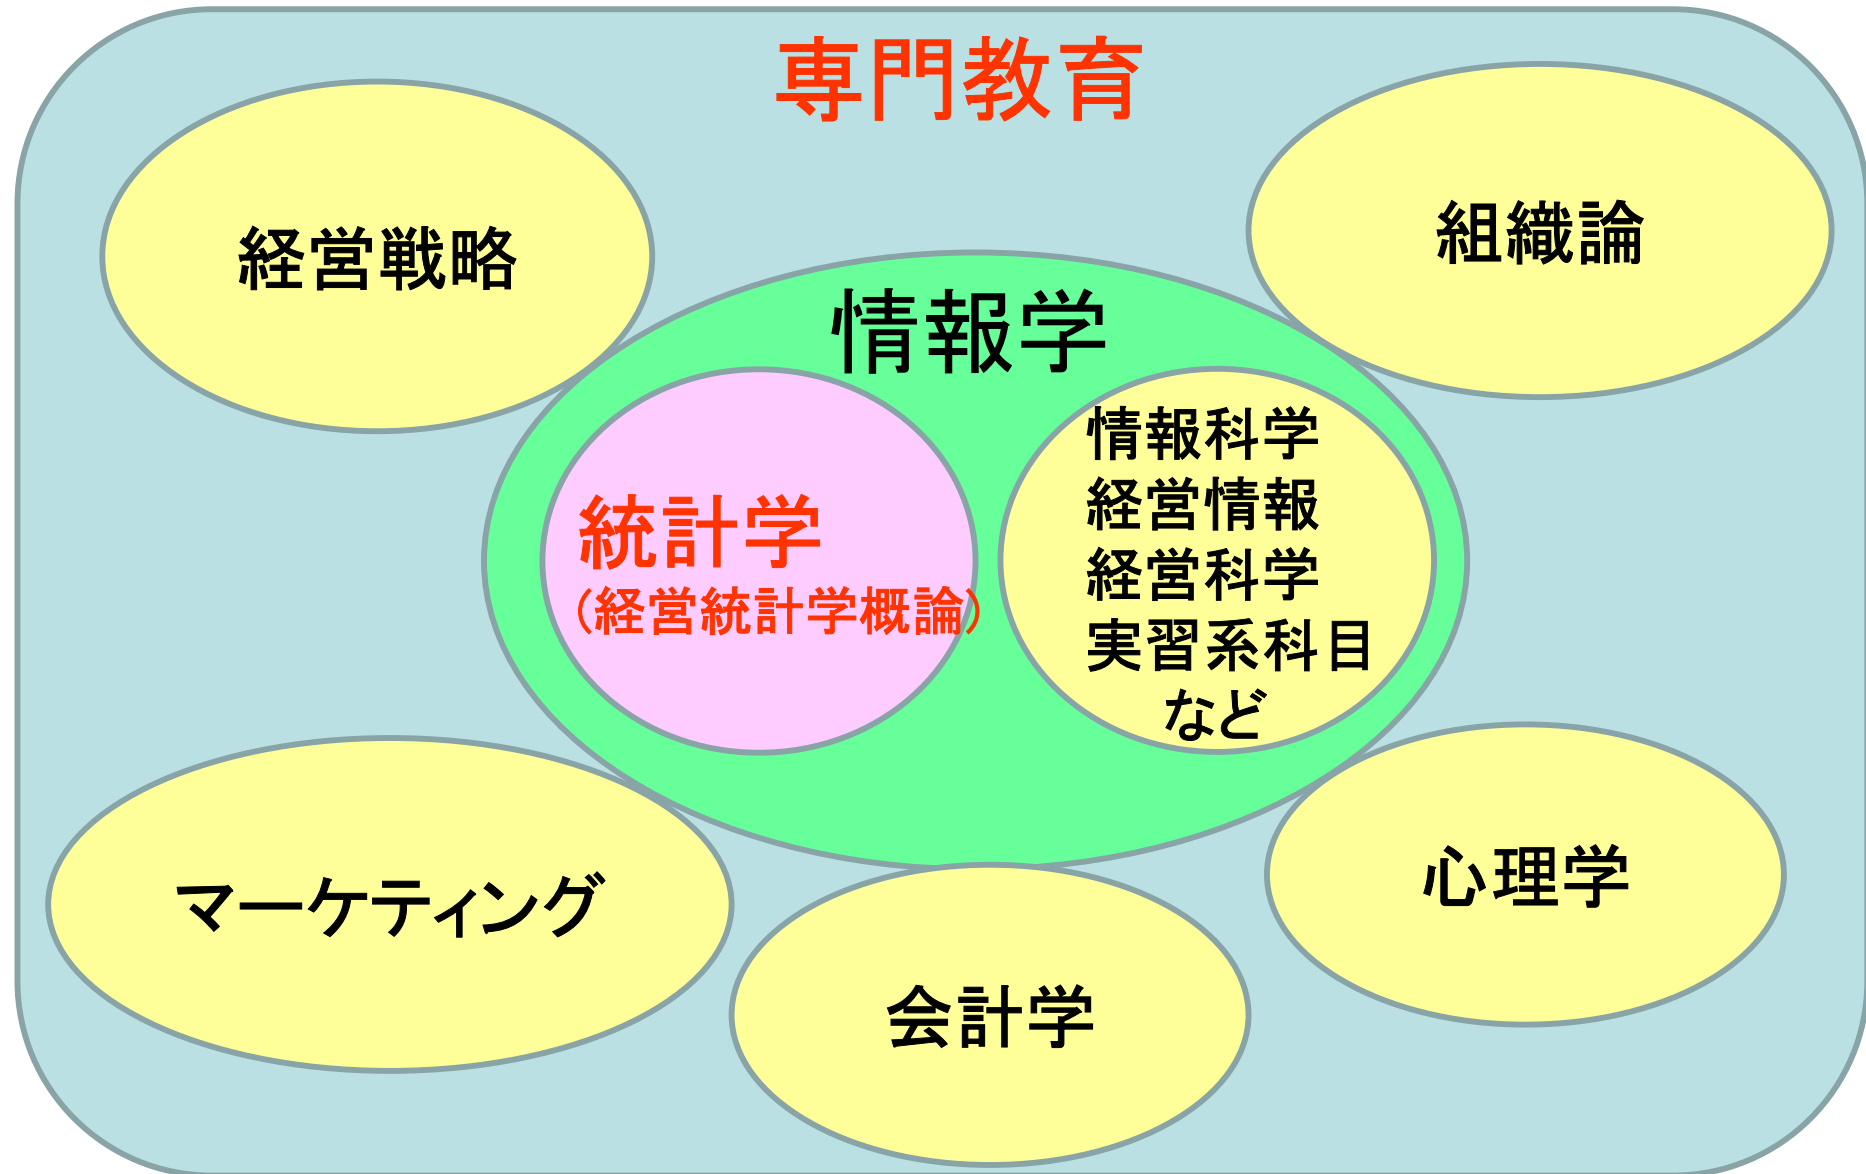 専門教育
経営戦略
組織論
情報学
統計学
(経営統計学概論)
情報科学
経営情報
経営科学
実習系科目
など
マーケティング
会計学
心理学